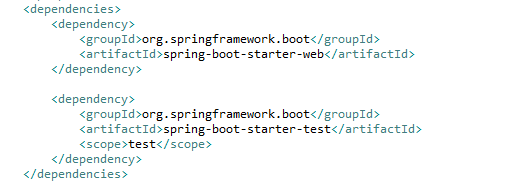 <dependencies>
<dependency>
<groupId>org.springframework.boot</groupId>
<artifactId>spring-boot-starter-web</artifactId>
</dependency>
<dependency>
<groupId>org.springframework.boot</groupId>
<artifactId>spring-boot-starter-test</artifactId>
<scope>test</scope>
</dependency>
</dependencies>